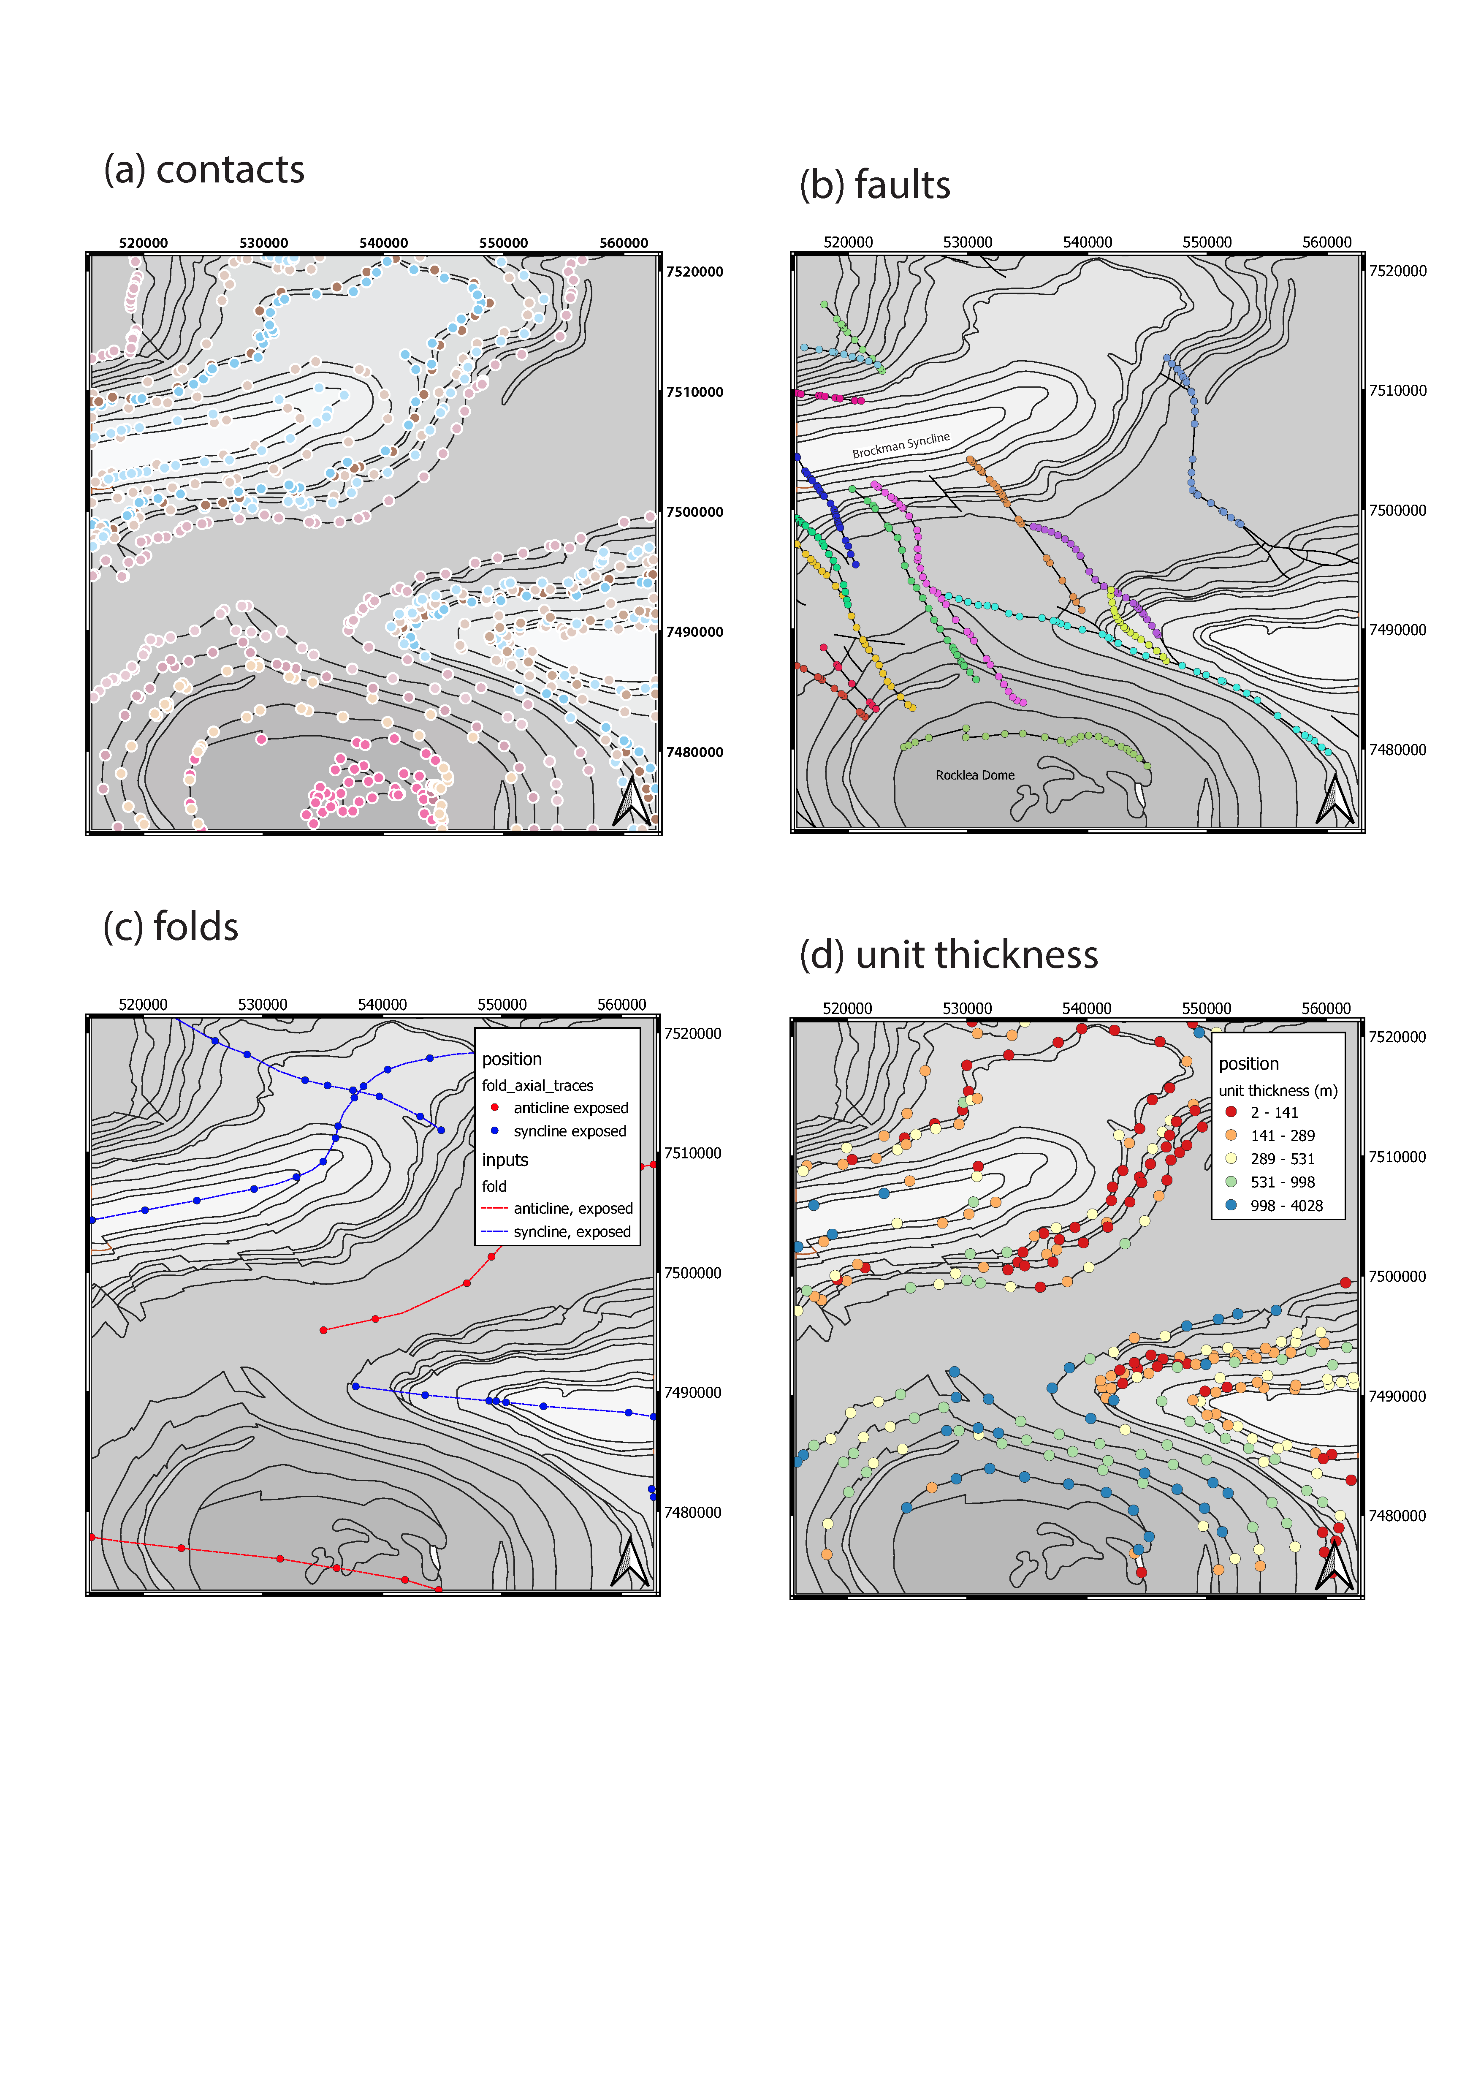 (a) contacts
520000 530000 540000 550000 560000
7520000
7510000
7500000
7490000
7480000
(b) faults
520000 530000 540000 550000 560000
7520000
7510000
7500000
7490000
7480000
Brockman Syncline
Rocklea Dome
(c) folds
520000 530000 540000 550000 560000
7520000
7510000
7500000
7490000
7480000
position
fold_axial_traces
anticline exposed
syncline exposed
inputs
fold
anticline, exposed
syncline, exposed
(d) unit thickness
520000 530000 540000 550000 560000
7520000
7510000
7500000
7490000
7480000
position
unit thickness (m)
2 - 141
141 - 289
289 - 531
531 - 998
998 - 4028